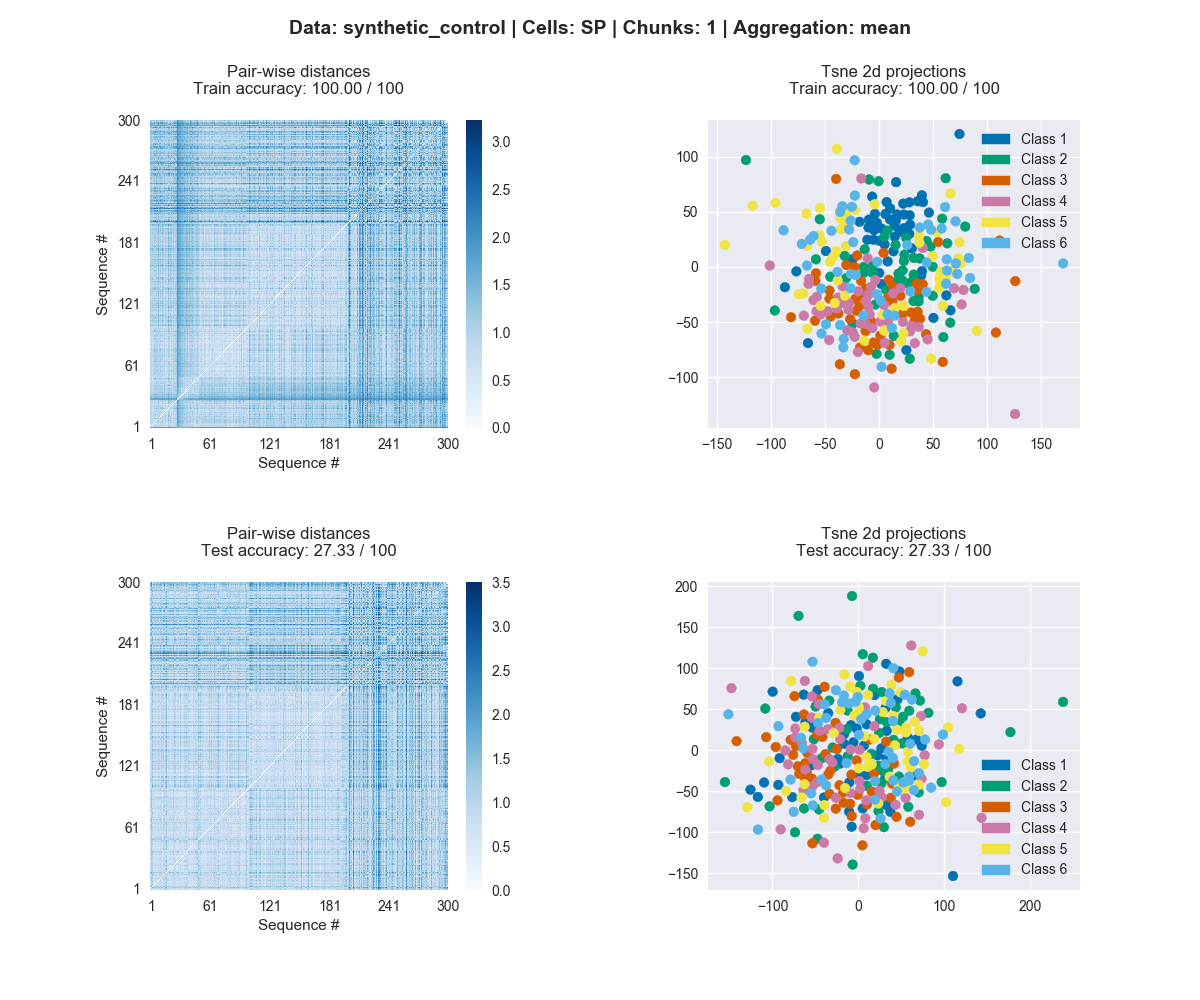 Data: synthetic_control | Cells: SP | Chunks: 1 | Aggregation: mean
Pair-wise distances
Train accuracy: 100.00 / 100
300
241
181
121
61
1
Sequence #
1 61 121 181 241 300
Sequence #
3.0
2.5
2.0
1.5
1.0
0.5
0.0
Tsne 2d projections
Train accuracy: 100.00 / 100
100
50
0
−50
−100
−150 −100 −50 0 50 100 150
Class 1
Class 2
Class 3
Class 4
Class 5
Class 6
Pair-wise distances
Test accuracy: 27.33 / 100
300
241
181
121
61
1
Sequence #
1 61 121 181 241 300
Sequence #
3.5
3.0
2.5
2.0
1.5
1.0
0.5
0.0
Tsne 2d projections
Test accuracy: 27.33 / 100
200
150
100
50
0
−50
−100
−150
−100 0 100 200
Class 1
Class 2
Class 3
Class 4
Class 5
Class 6